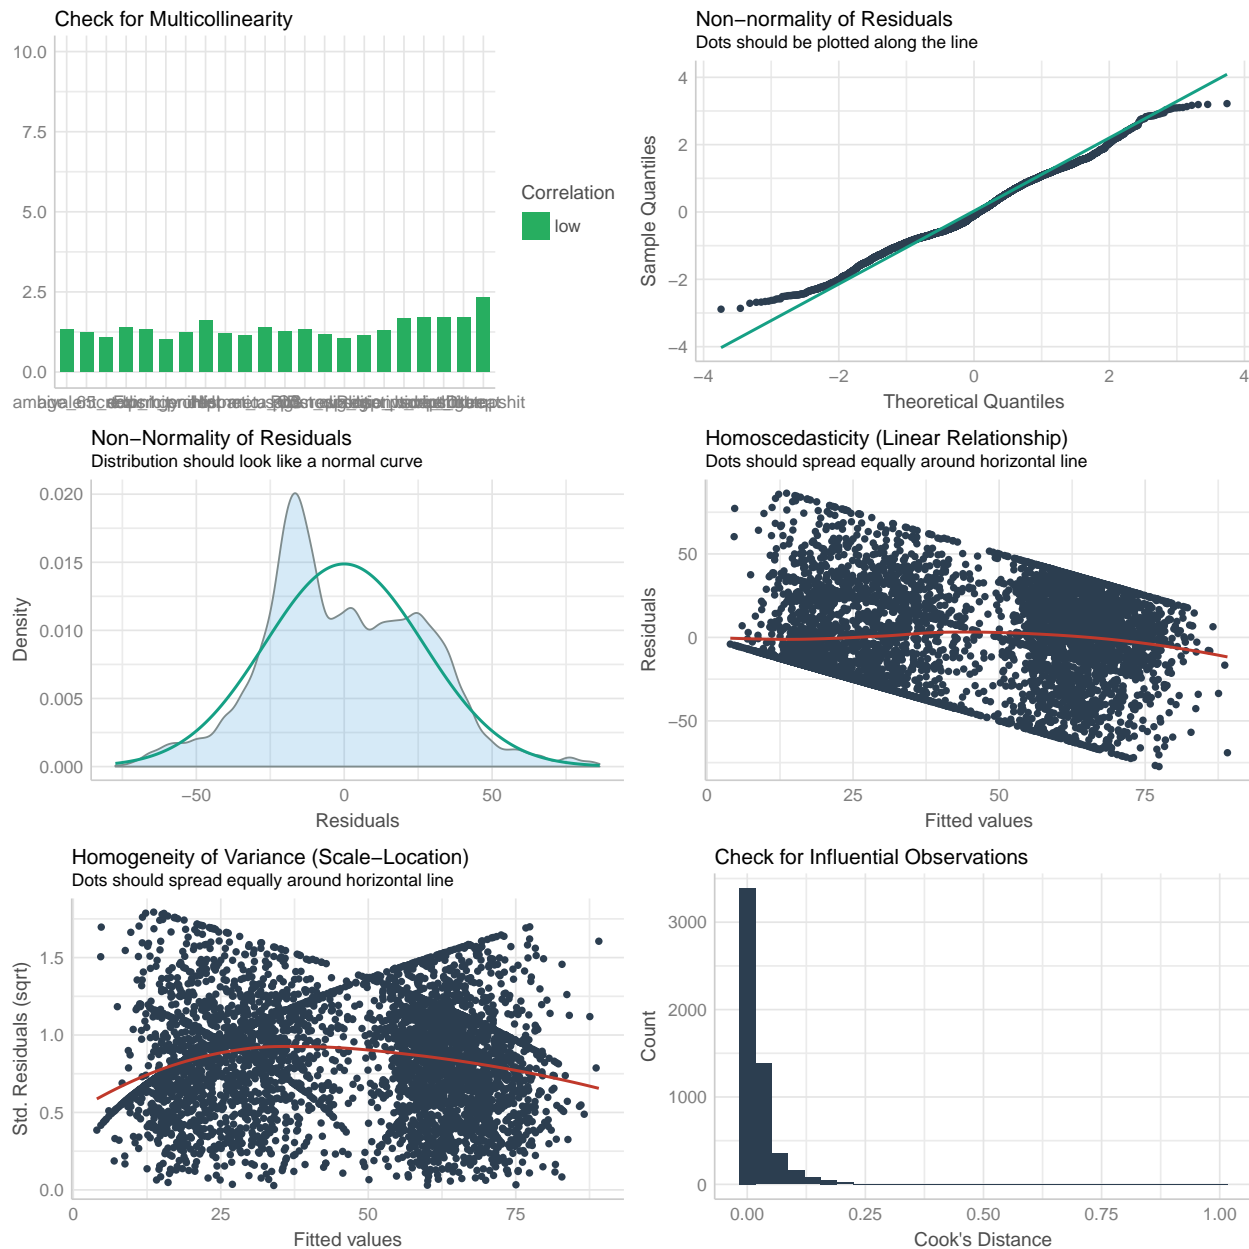 Check for Multicollinearity
10.0
7.5
5.0
2.5
0.0
Correlation
low
Non−normality of Residuals
Dots should be plotted along the line
Sample Quantiles
4
2
0
−2
−4
−4 −2 0 2 4
Theoretical Quantiles
Non−Normality of Residuals
Distribution should look like a normal curve
Density
0.020
0.015
0.010
0.005
0.000
−50 0 50
Residuals
Homoscedasticity (Linear Relationship)
Dots should spread equally around horizontal line
Residuals
50
0
−50
0 25 50 75
Fitted values
Homogeneity of Variance (Scale−Location)
Dots should spread equally around horizontal line
Std. Residuals (sqrt)
1.5
1.0
0.5
0.0
0 25 50 75
Fitted values
Check for Influential Observations
Count
3000
2000
1000
0
0.00 0.25 0.50 0.75 1.00
Cook's Distance